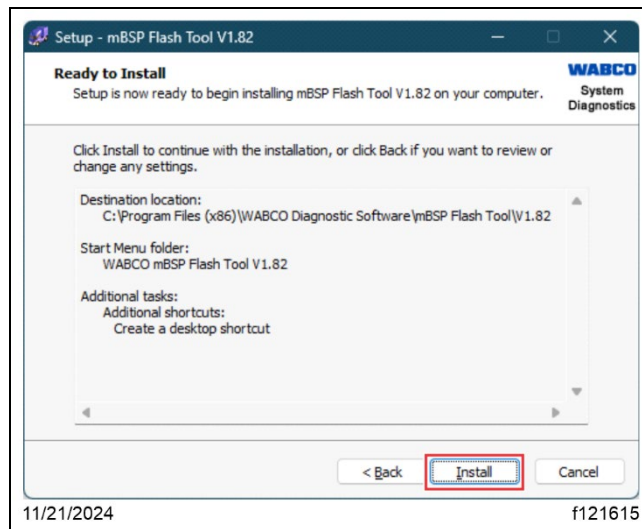 Setup - mBSP Flash Tool V1.82
Ready to Install
Setup is now ready to begin installing mBSP Flash Tool V1.82 on your computer.
WABCO
System
Diagnostics
Click Install to continue with the installation, or click Back if you want to review or
change any settings.
Destination location:
C:\Program Files (x86)\WABCO Diagnostic Software\mBSP Flash Tool\V1.82
Start Menu folder:
WABCO mBSP Flash Tool V1.82
Additional tasks:
Additional shortcuts:
Create a desktop shortcut
< Back
Install
Cancel
11/21/2024
f121615